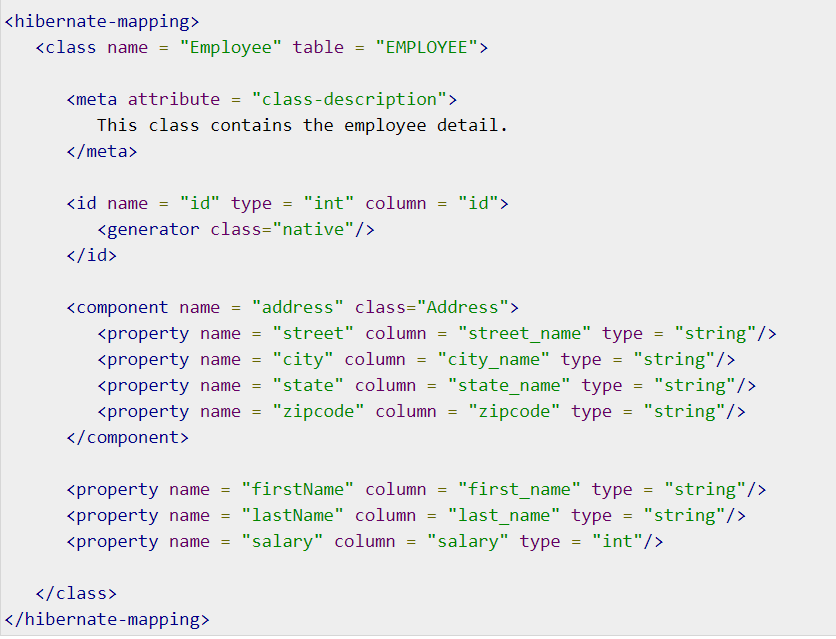 <hibernate-mapping>
<class name = "Employee" table = "EMPLOYEE">
<meta attribute = "class-description">
This class contains the employee detail.
</meta>
<id name = "id" type = "int" column = "id">
<generator class="native"/>
</id>
<component name = "address" class="Address">
<property name = "street" column = "street_name" type = "string"/>
<property name = "city" column = "city_name" type = "string"/>
<property name = "state" column = "state_name" type = "string"/>
<property name = "zipcode" column = "zipcode" type = "string"/>
</component>
<property name = "firstName" column = "first_name" type = "string"/>
<property name = "lastName" column = "last_name" type = "string"/>
<property name = "salary" column = "salary" type = "int"/>
</class>
</hibernate-mapping>